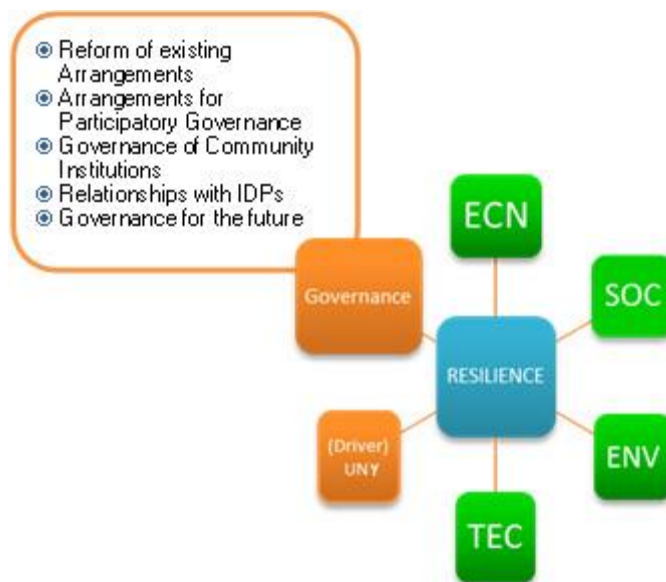 Reform of existing
Arrangements
Arrangements for
Participatory Governance
Governance of Community
Institutions
Relationships with IDPs
Governance for the future
ECN
Governance
SOC
RESILIENCE
(Driver)
UNY
ENV
TEC